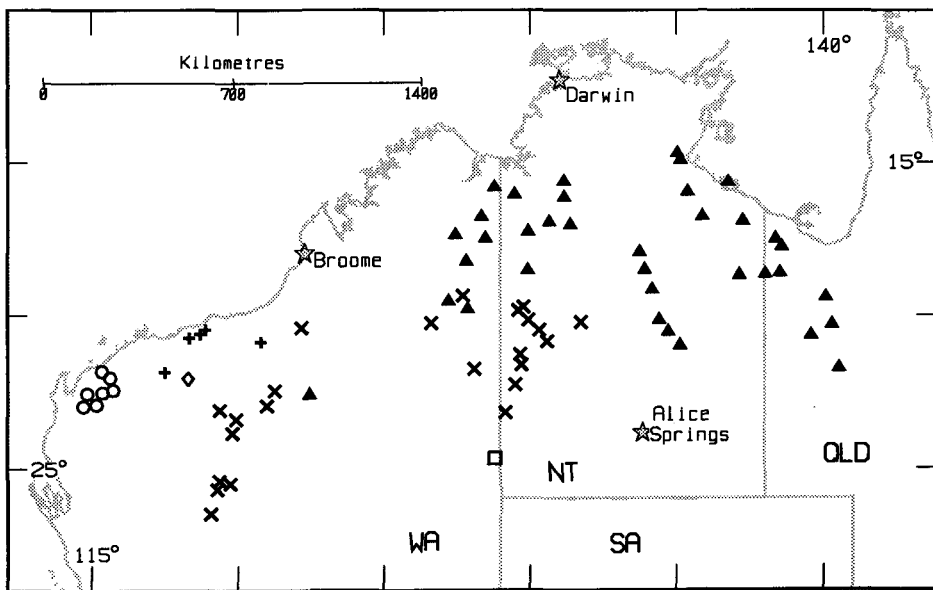 140°
Kilometres
0 700 1400
Darwin
15°
Broome
Alice
Springs
25°
NT
QLD
WA
SA
115°